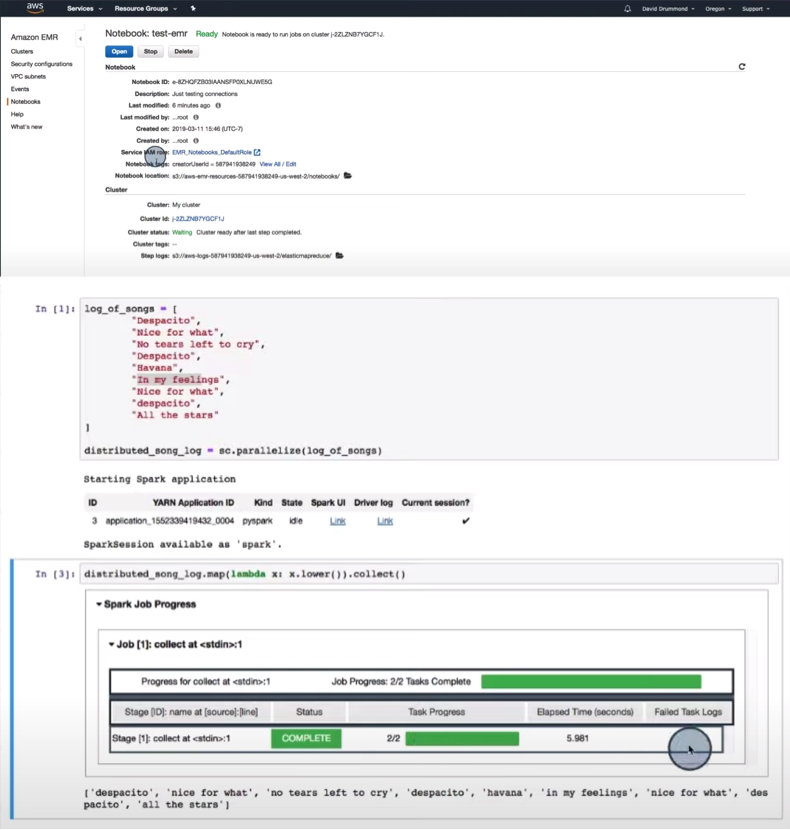 aws Services Resource Groups David Drummond Oregon Support
Amazon EMR
Clusters
Security configurations
VPC subnets
Events
Notebooks
Help
What's new
Notebook: test-emr Ready Notebook is ready to run jobs on cluster j-2ZLZNB7YGCF1J.
Open Stop Delete
Notebook
Notebook ID: e-8ZHQFZB03IAANSFP0XLNUWE5G
Description: Just testing connections
Last modified: 6 minutes ago
Last modified by: ...root
Created on: 2019-03-11 15:46 (UTC-7)
Created by: ...root
Service IAM role: EMR_Notebooks_DefaultRole
Notebook tags: creatorUserId = 587941938249 View All / Edit
Notebook location: s3://aws-emr-resources-587941938249-us-west-2/notebooks/
Cluster
Cluster: My cluster
Cluster Id: j-2ZLZNB7YGCF1J
Cluster status: Waiting Cluster ready after last step completed.
Cluster tags: --
Step logs: s3://aws-logs-587941938249-us-west-2/elasticmapreduce/
In [1]: log_of_songs = [
"Despacito",
"Nice for what",
"No tears left to cry",
"Despacito",
"Havana",
"In my feelings",
"Nice for what",
"despacito",
"All the stars"
]
distributed_song_log = sc.parallelize(log_of_songs)
Starting Spark application
ID YARN Application ID Kind State Spark UI Driver log Current session?
3 application_1552339419432_0004 pyspark idle Link Link ✔
SparkSession available as 'spark'.
In [3]: distributed_song_log.map(lambda x: x.lower()).collect()
Spark Job Progress
Job [1]: collect at <stdin>:1
Progress for collect at <stdin>:1 Job Progress: 2/2 Tasks Complete
Stage [ID]: name at [source]:[line] Status Task Progress Elapsed Time (seconds) Failed Task Logs
Stage [1]: collect at <stdin>:1 COMPLETE 2/2 5.981
['despacito', 'nice for what', 'no tears left to cry', 'despacito', 'havana', 'in my feelings', 'nice for what', 'des
pacito', 'all the stars']